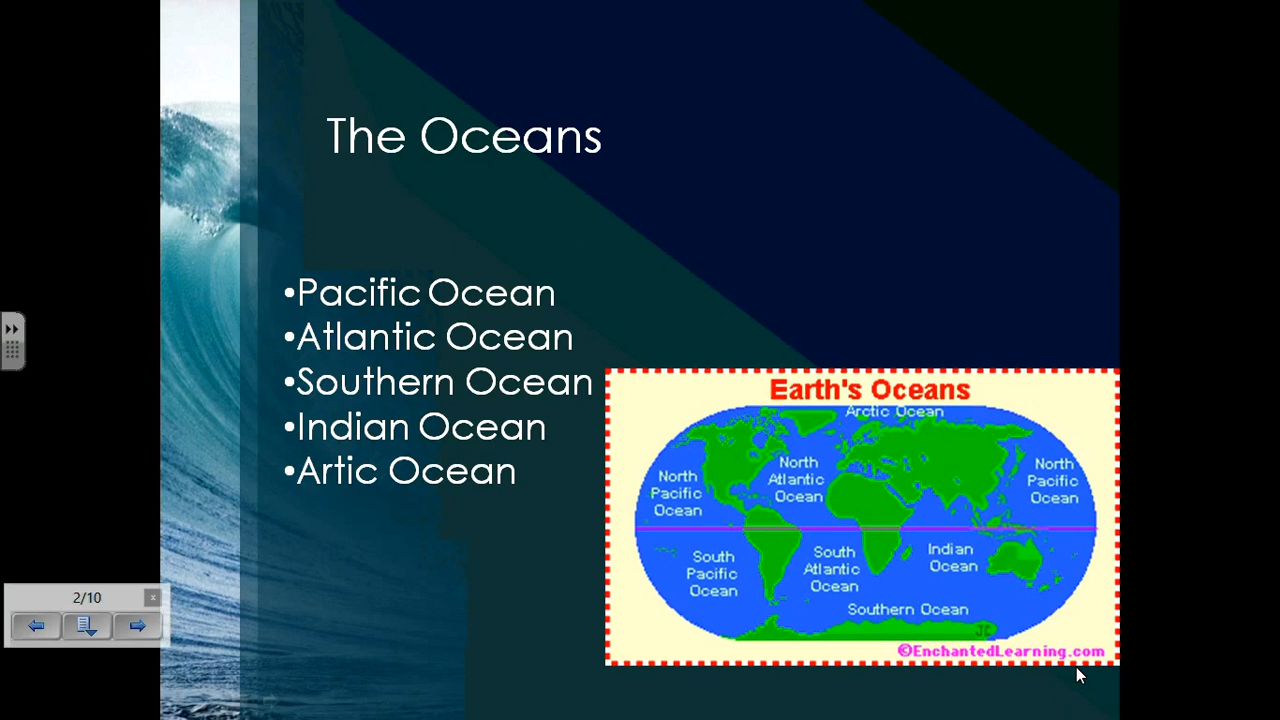 The Oceans
•Pacific Ocean
•Atlantic Ocean
•Southern Ocean
•Indian Ocean
•Artic Ocean
Earth's Oceans
Arctic Ocean
North
Pacific
Ocean
North
Atlantic
Ocean
North
Pacific
Ocean
South
Pacific
Ocean
South
Atlantic
Ocean
Indian
Ocean
Southern Ocean
JC
©EnchantedLearning.com
2/10
x